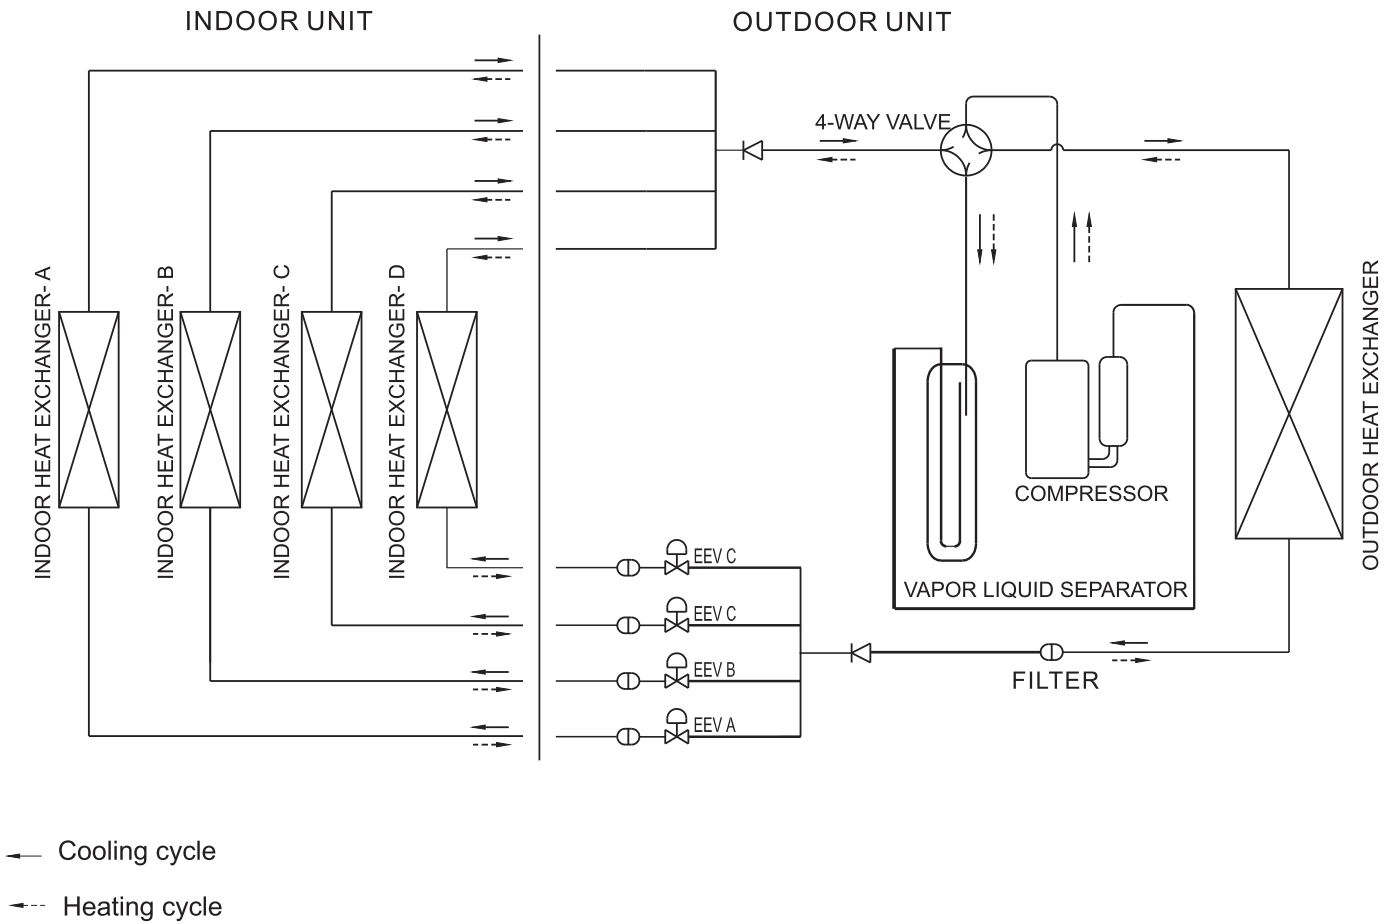 INDOOR UNIT
OUTDOOR UNIT
4-WAY VALVE
INDOOR HEAT EXCHANGER- A
INDOOR HEAT EXCHANGER- B
INDOOR HEAT EXCHANGER- C
INDOOR HEAT EXCHANGER- D
OUTDOOR HEAT EXCHANGER
COMPRESSOR
VAPOR LIQUID SEPARATOR
EEV C
EEV C
EEV B
EEV A
FILTER
Cooling cycle
Heating cycle